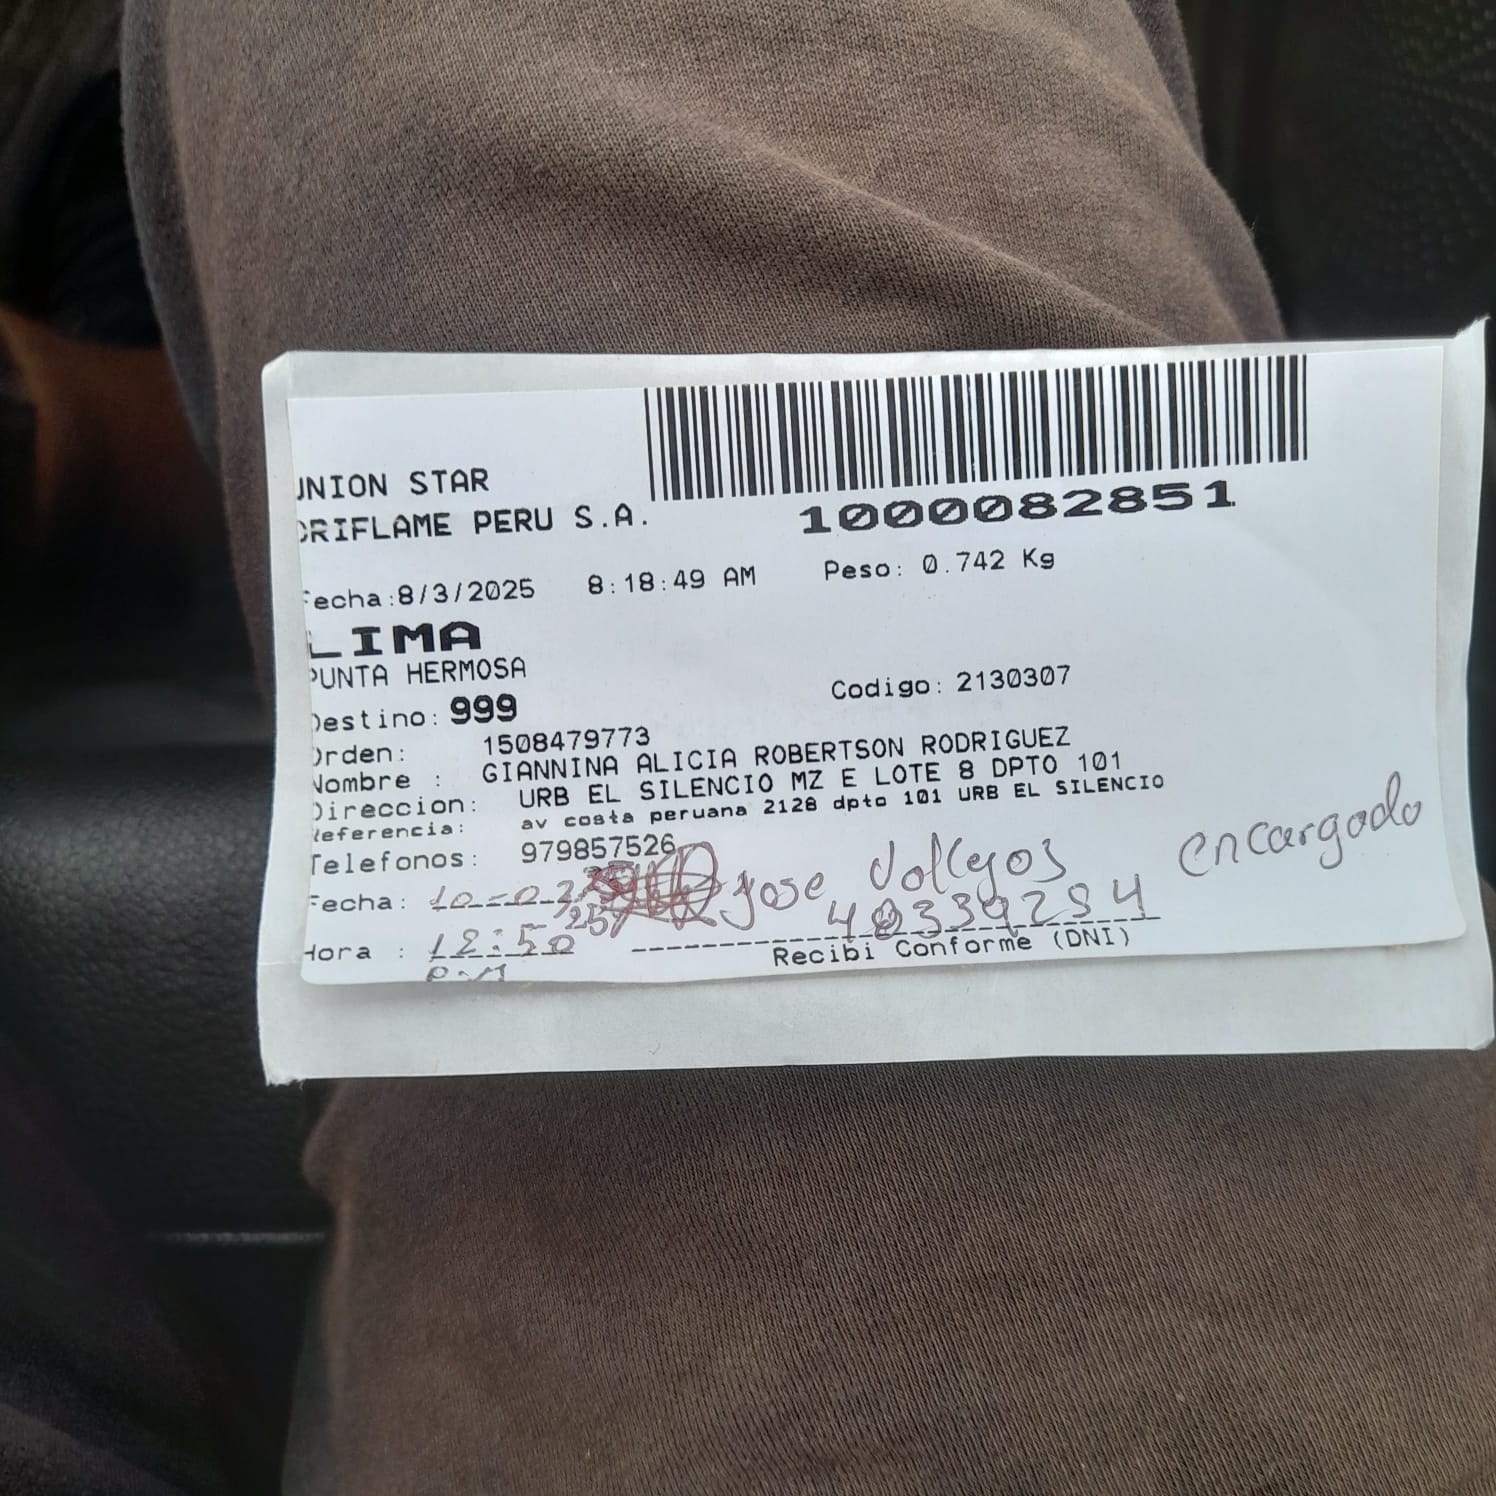 UNION STAR
ORIFLAME PERU S.A.
1000082851
Fecha:8/3/2025 8:18:49 AM Peso: 0.742 Kg
LIMA
PUNTA HERMOSA
Destino: 999 Codigo: 2130307
Orden: 1508479773
Nombre : GIANNINA ALICIA ROBERTSON RODRIGUEZ
Direccion: URB EL SILENCIO MZ E LOTE 8 DPTO 101
Referencia: av costa peruana 2128 dpto 101 URB EL SILENCIO
Telefonos: 979857526
Fecha: 10-03 25 Jose encargado
Hora : 12:50
Recibi Conforme (DNI)